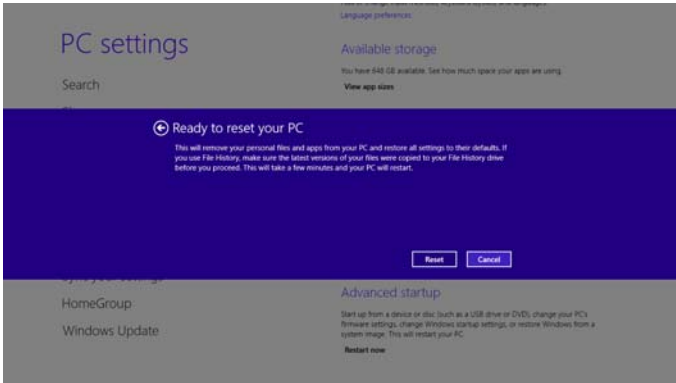 Language preferences
PC settings
Available storage
You have 648 GB available. See how much space your apps are using.
Search
View app sizes
Ready to reset your PC
This will remove your personal files and apps from your PC and restore all settings to their defaults. If
you use File History, make sure the latest versions of your files were copied to your File History drive
before you proceed. This will take a few minutes and your PC will restart.
Reset
Cancel
Advanced startup
HomeGroup
Start up from a device or disc (such as a USB drive or DVD), change your PC's
firmware settings, change Windows startup settings, or restore Windows from a
system image. This will restart your PC.
Windows Update
Restart now